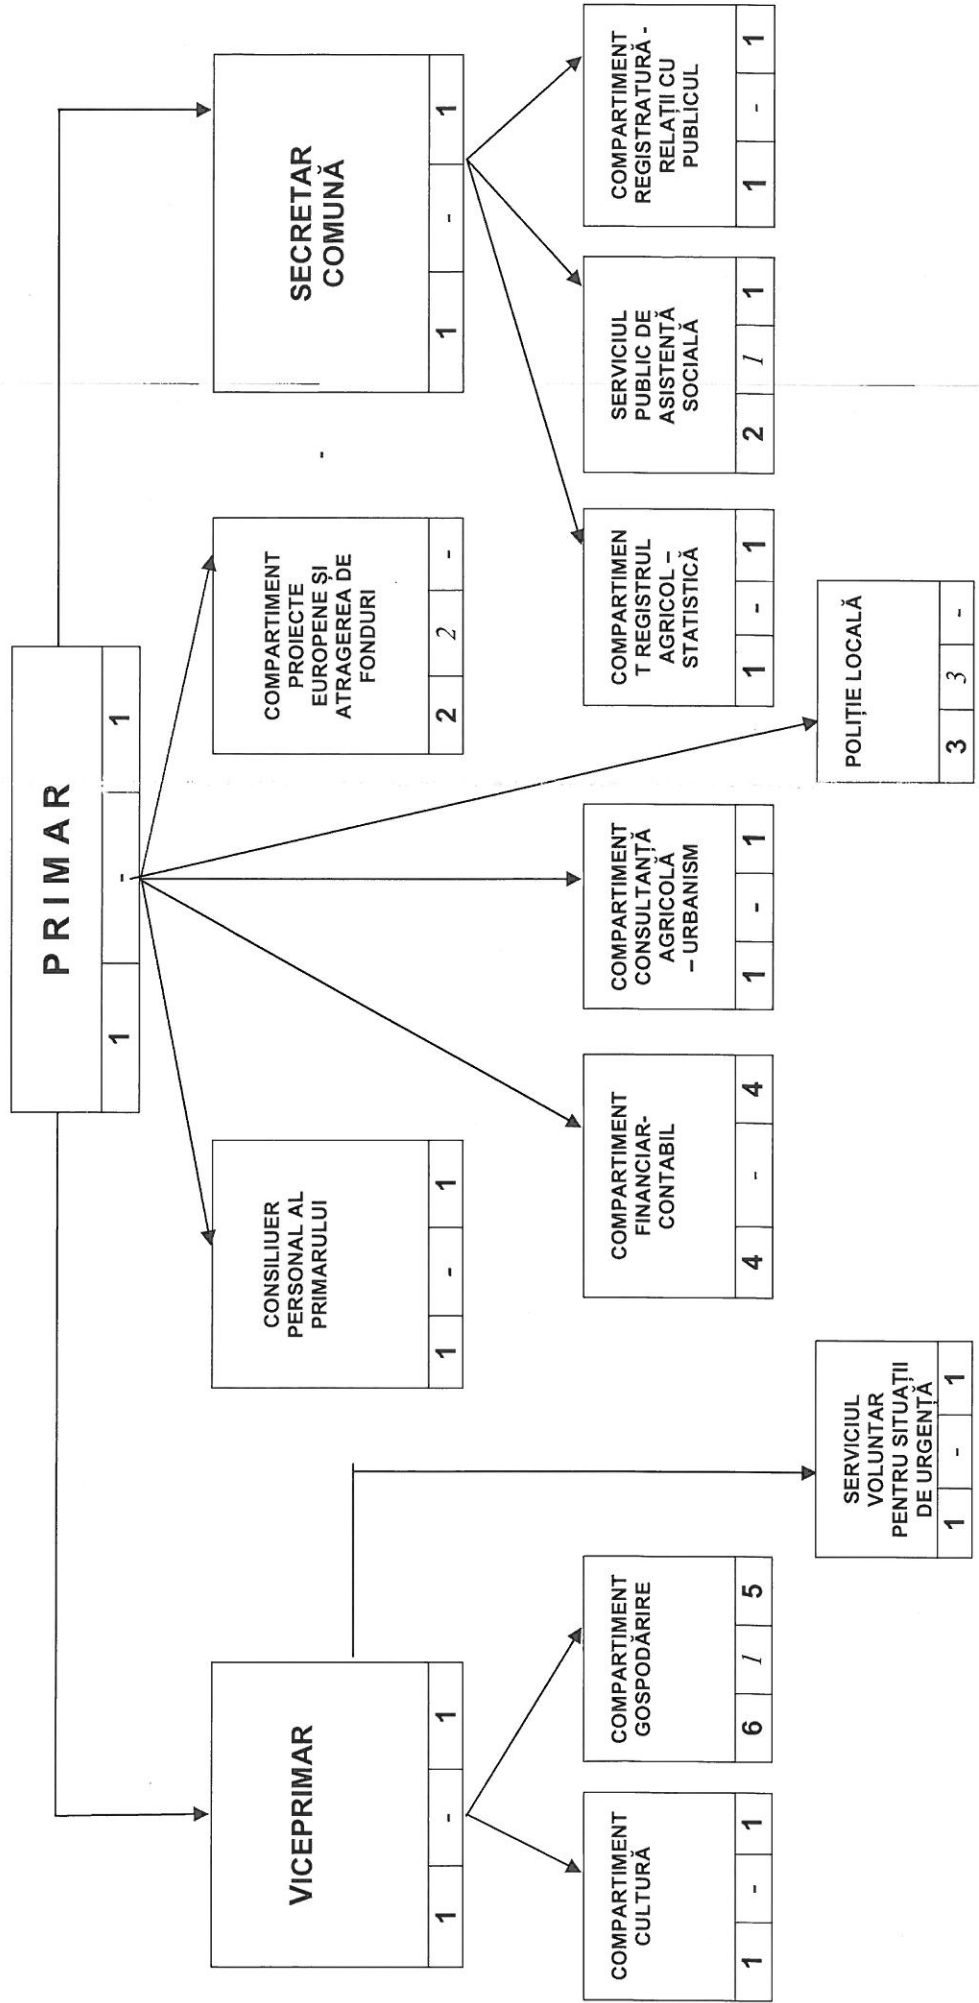 PRIMAR
1 - 1
VICEPRIMAR
1 - 1
CONSILIUER
PERSONAL AL
PRIMARULUI
1 - 1
COMPARTIMENT
PROIECTE
EUROPENE ȘI
ATRAGEREA DE
FONDURI
2 2 -
SECRETAR
COMUNĂ
1 - 1
COMPARTIMENT
CULTURĂ
1 - 1
COMPARTIMENT
GOSPODĂRIRE
6 1 5
COMPARTIMENT
FINANCIAR-
CONTABIL
4 - 4
COMPARTIMENT
CONSULTANȚĂ
AGRICOLĂ
– URBANISM
1 - 1
COMPARTIMEN
T REGISTRUL
AGRICOL –
STATISTICĂ
1 - 1
SERVICIUL
PUBLIC DE
ASISTENȚĂ
SOCIALĂ
2 1 1
COMPARTIMENT
REGISTRATURĂ -
RELAȚII CU
PUBLICUL
1 - 1
SERVICIUL
VOLUNTAR
PENTRU SITUAȚII
DE URGENȚĂ
1 - 1
POLIȚIE LOCALĂ
3 3 -